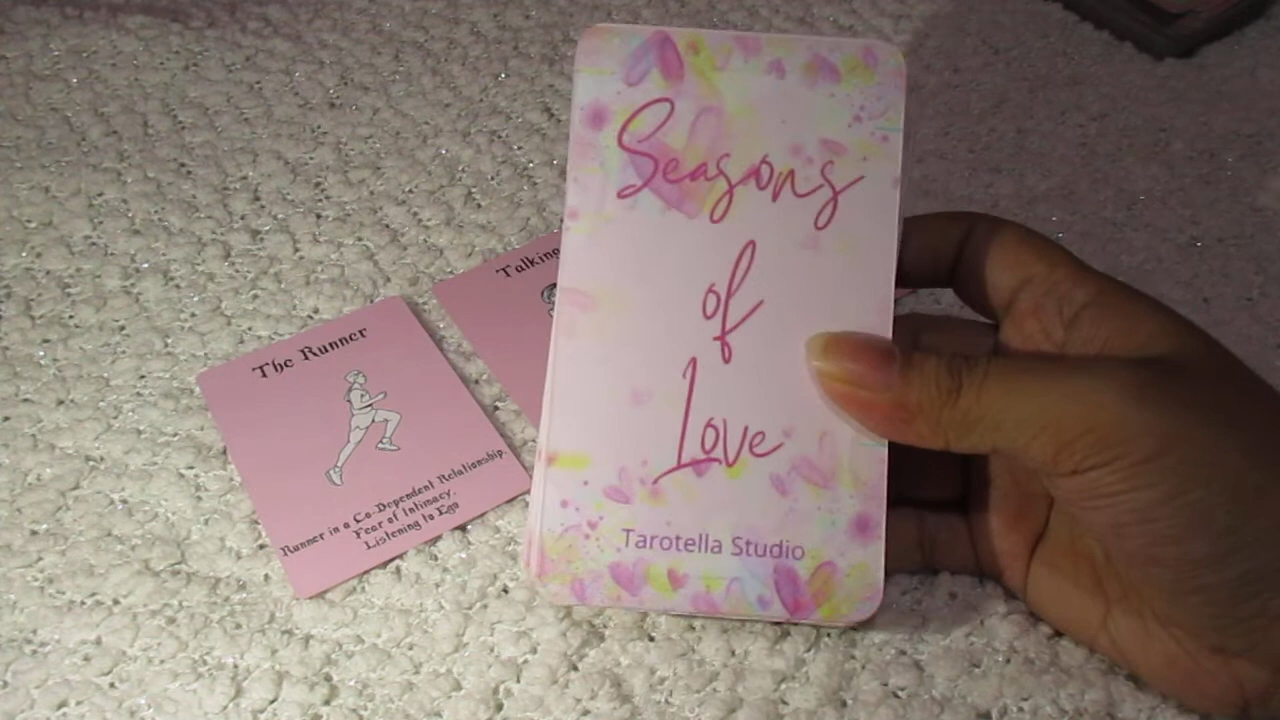 Seasons
of
Love
Tarotella Studio
The Runner
Runner in a Co-Dependent Relationship.
Fear of Intimacy.
Listening to Ego
Talking